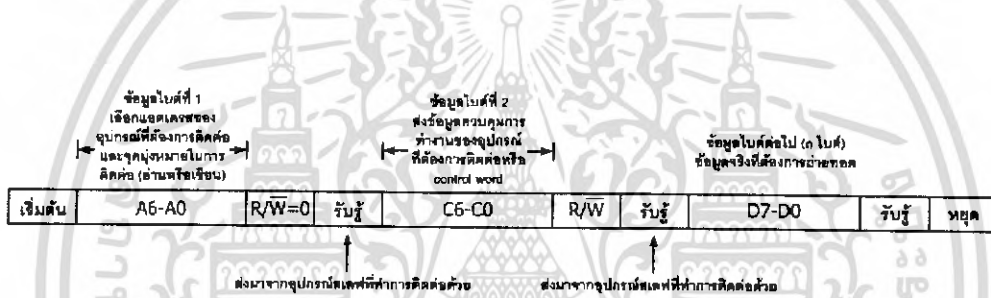 ข้อมูลไบต์ที่ 1
เลือกแอดเดรสของ
อุปกรณ์ที่ต้องการติดต่อ
และจุดมุ่งหมายในการ
ติดต่อ (อ่านหรือเขียน)
ข้อมูลไบต์ที่ 2
ส่งข้อมูลควบคุมการ
ทำงานของอุปกรณ์
ที่ต้องการติดต่อหรือ
control word
ข้อมูลไบต์ต่อไป (n ไบต์)
ข้อมูลจริงที่ต้องการถ่ายทอด
เริ่มต้น A6-A0 R/W̅=0 รับรู้ C6-C0 R/W̅ รับรู้ D7-D0 รับรู้ หยุด
ส่งมาจากอุปกรณ์สเลฟที่ทำการติดต่อด้วย ส่งมาจากอุปกรณ์สเลฟที่ทำการติดต่อด้วย